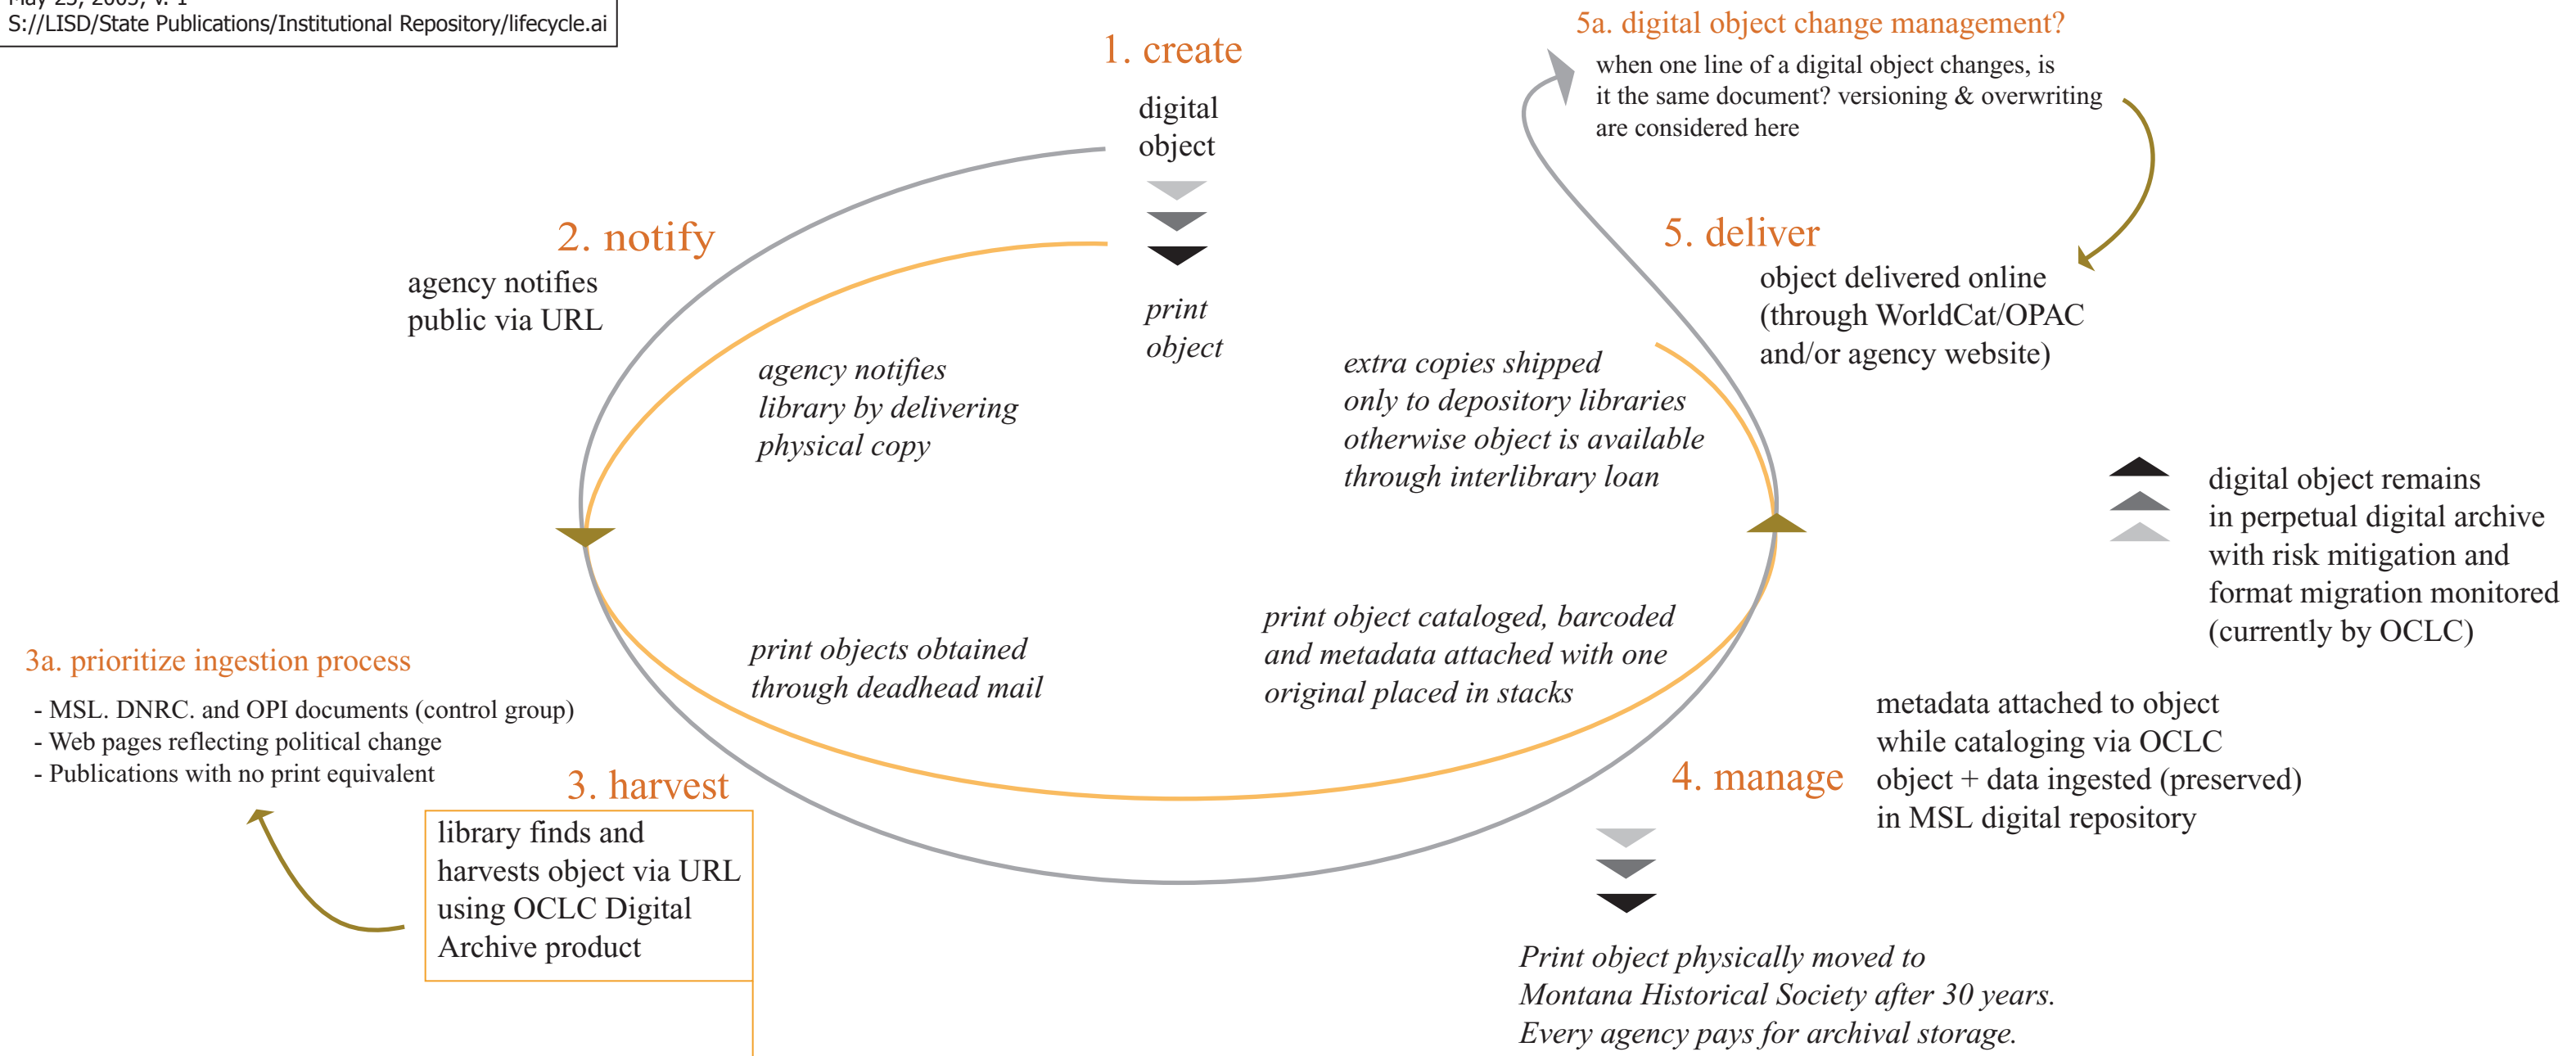 May 25, 2005, v. 1
S://LISD/State Publications/Institutional Repository/lifecycle.ai
1. create
digital
object
print
object
2. notify
agency notifies
public via URL
agency notifies
library by delivering
physical copy
3a. prioritize ingestion process
- MSL. DNRC. and OPI documents (control group)
- Web pages reflecting political change
- Publications with no print equivalent
3. harvest
library finds and
harvests object via URL
using OCLC Digital
Archive product
print objects obtained
through deadhead mail
print object cataloged, barcoded
and metadata attached with one
original placed in stacks
4. manage
metadata attached to object
while cataloging via OCLC
object + data ingested (preserved)
in MSL digital repository
Print object physically moved to
Montana Historical Society after 30 years.
Every agency pays for archival storage.
digital object remains
in perpetual digital archive
with risk mitigation and
format migration monitored
(currently by OCLC)
5. deliver
object delivered online
(through WorldCat/OPAC
and/or agency website)
extra copies shipped
only to depository libraries
otherwise object is available
through interlibrary loan
5a. digital object change management?
when one line of a digital object changes, is
it the same document? versioning & overwriting
are considered here